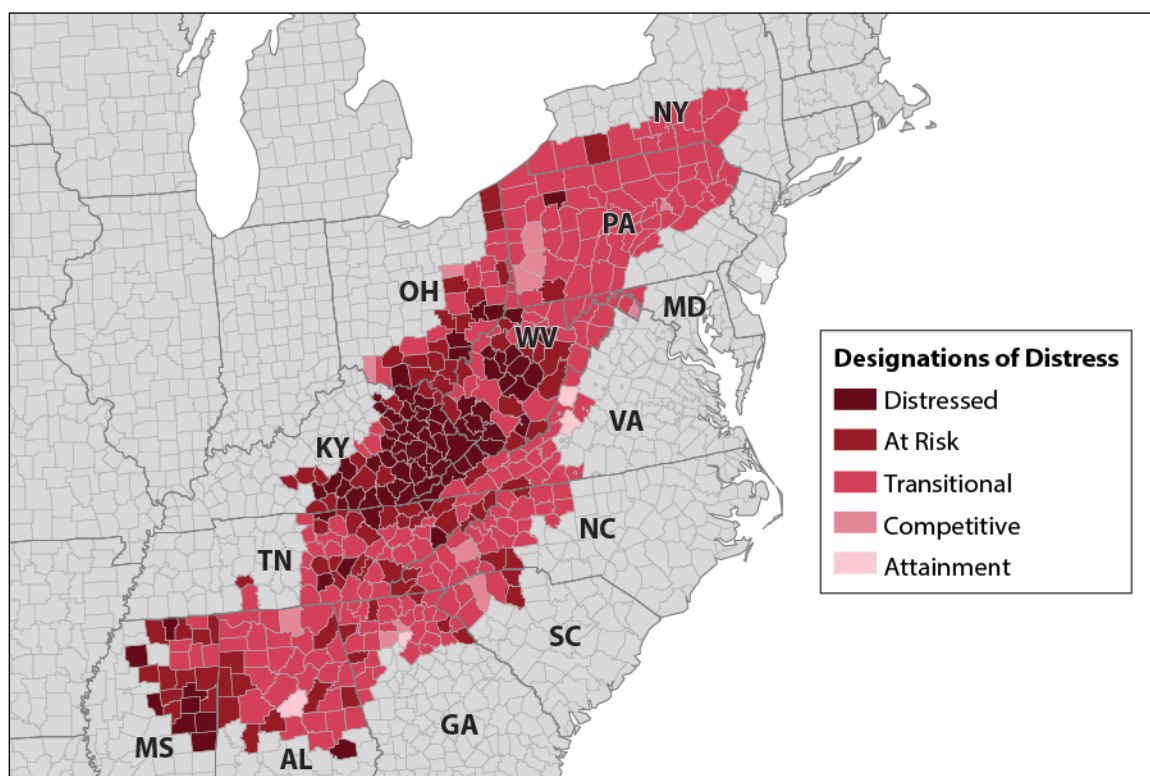 NY
PA
OH
MD
WV
VA
KY
NC
TN
SC
GA
MS
AL
Designations of Distress
Distressed
At Risk
Transitional
Competitive
Attainment